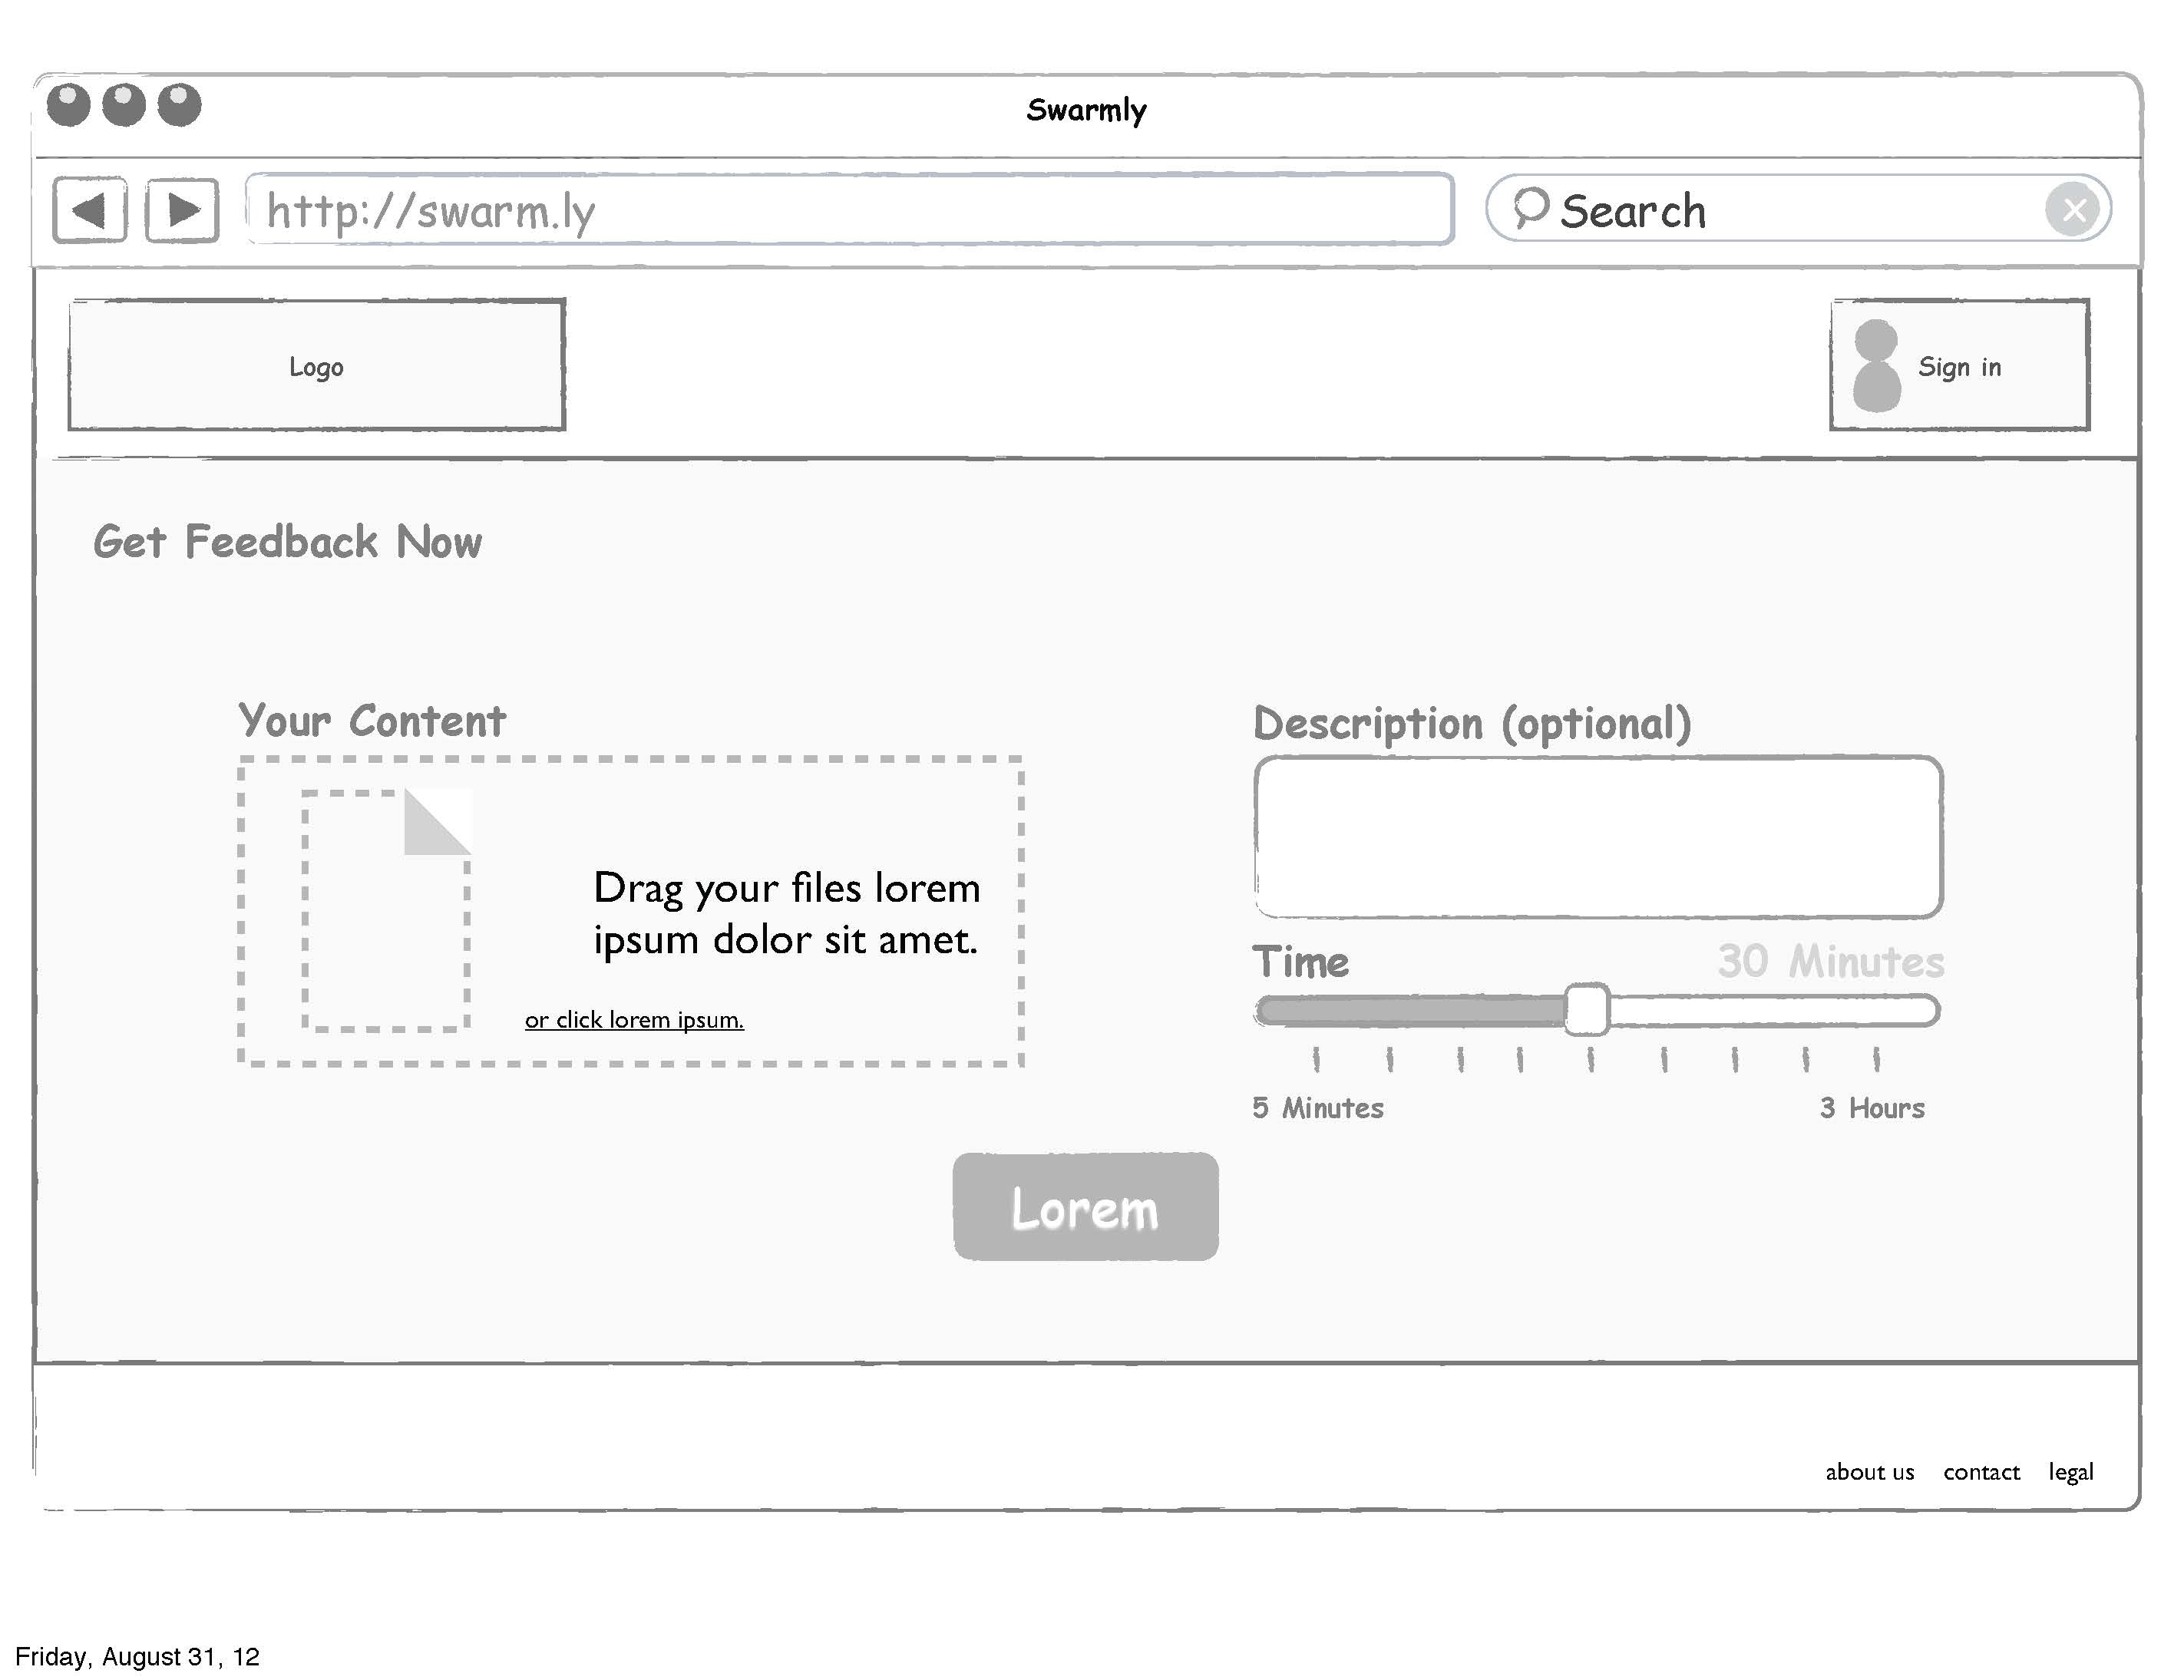 Swarmly
http://swarm.ly
Search
Logo
Sign in
Get Feedback Now
Your Content
Drag your files lorem
ipsum dolor sit amet.
or click lorem ipsum.
Description (optional)
Time
30 Minutes
5 Minutes
3 Hours
Lorem
about us
contact
legal
Friday, August 31, 12